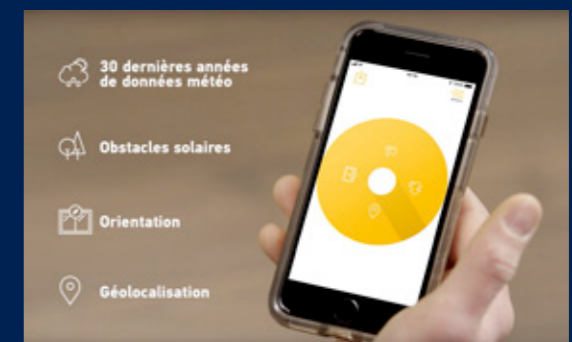 30 dernières années
de données météo
Obstacles solaires
Orientation
Géolocalisation